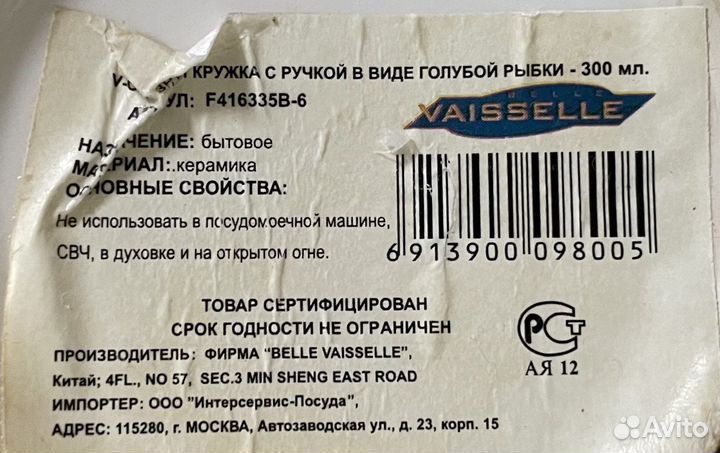 КРУЖКА С РУЧКОЙ В ВИДЕ ГОЛУБОЙ РЫБКИ - 300 мл.
F416335B-6
BELLE
VAISSELLE
бытовое
керамика
СВОЙСТВА:
Не использовать в посудомоечной машине,
СВЧ, в духовке и на открытом огне.
6 913900 098005
ТОВАР СЕРТИФИЦИРОВАН
СРОК ГОДНОСТИ НЕ ОГРАНИЧЕН
РСТ
АЯ 12
ПРОИЗВОДИТЕЛЬ: ФИРМА "BELLE VAISSELLE",
Китай; 4FL., NO 57, SEC.3 MIN SHENG EAST ROAD
ИМПОРТЕР: ООО "Интерсервис-Посуда",
АДРЕС: 115280, г. МОСКВА, Автозаводская ул., д. 23, корп. 15
Avito